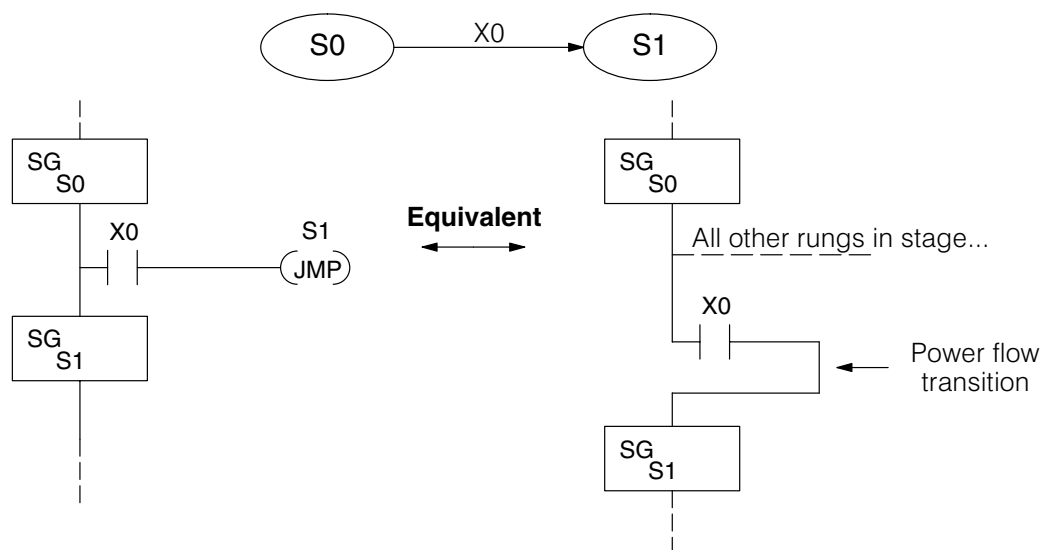 S0
X0
S1
SG
S0
X0
S1
JMP
SG
S1
Equivalent
SG
S0
All other rungs in stage...
X0
Power flow
transition
SG
S1